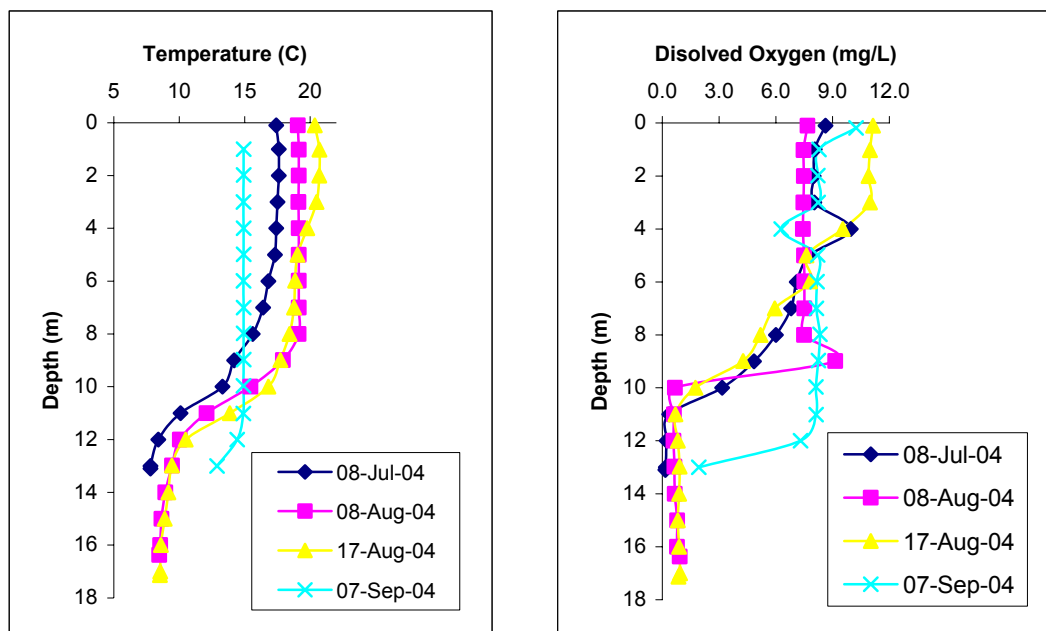 Temperature (C)
5 10 15 20
0
2
4
6
8
10
12
14
16
18
Depth (m)
08-Jul-04
08-Aug-04
17-Aug-04
07-Sep-04
Disolved Oxygen (mg/L)
0.0 3.0 6.0 9.0 12.0
0
2
4
6
8
10
12
14
16
18
Depth (m)
08-Jul-04
08-Aug-04
17-Aug-04
07-Sep-04